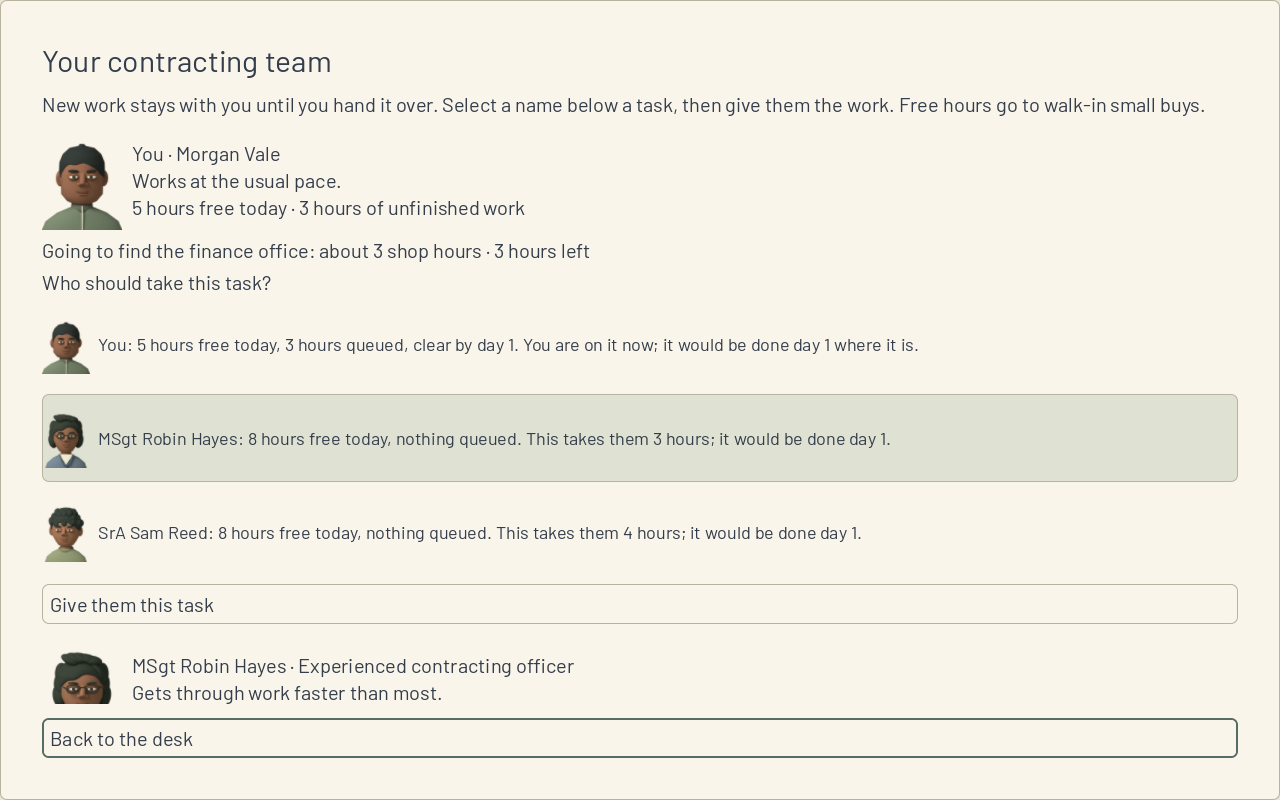 Your contracting team
New work stays with you until you hand it over. Select a name below a task, then give them the work. Free hours go to walk-in small buys.
You · Morgan Vale
Works at the usual pace.
5 hours free today · 3 hours of unfinished work
Going to find the finance office: about 3 shop hours · 3 hours left
Who should take this task?
You: 5 hours free today, 3 hours queued, clear by day 1. You are on it now; it would be done day 1 where it is.
MSgt Robin Hayes: 8 hours free today, nothing queued. This takes them 3 hours; it would be done day 1.
SrA Sam Reed: 8 hours free today, nothing queued. This takes them 4 hours; it would be done day 1.
Give them this task
MSgt Robin Hayes · Experienced contracting officer
Gets through work faster than most.
Back to the desk